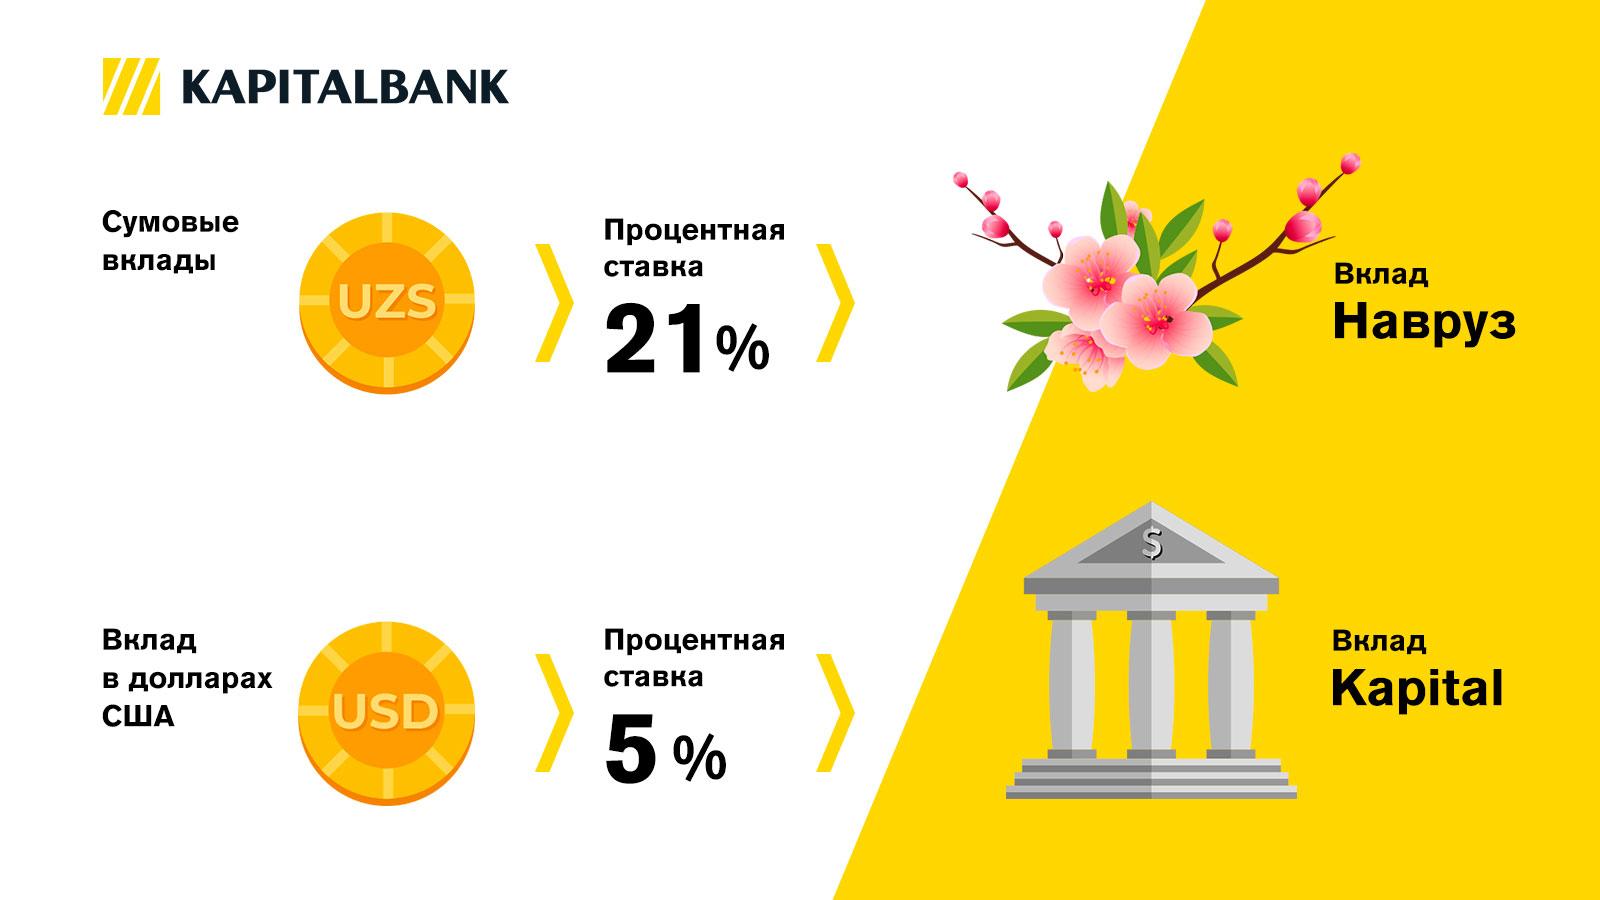 KAPITALBANK
Сумовые
вклады
UZS
Процентная
ставка
21%
Вклад
Навруз
Вклад
в долларах
США
USD
Процентная
ставка
5 %
$
Вклад
Kapital